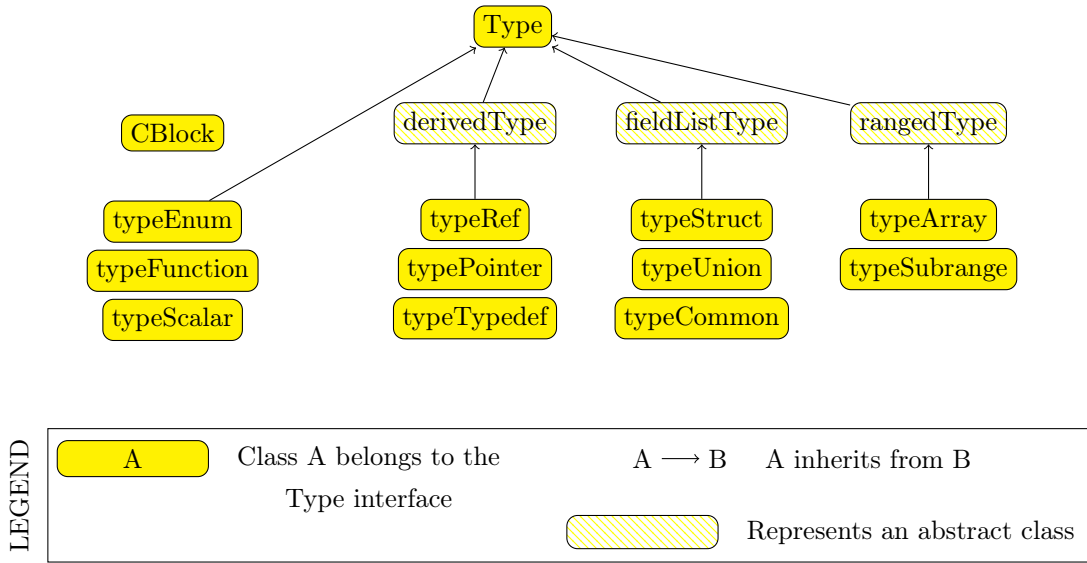 Type
derivedType
fieldListType
rangedType
CBlock
typeEnum
typeRef
typeStruct
typeArray
typeFunction
typePointer
typeUnion
typeSubrange
typeScalar
typeTypedef
typeCommon
LEGEND
A
Class A belongs to the
Type interface
A ⟶ B
A inherits from B
Represents an abstract class